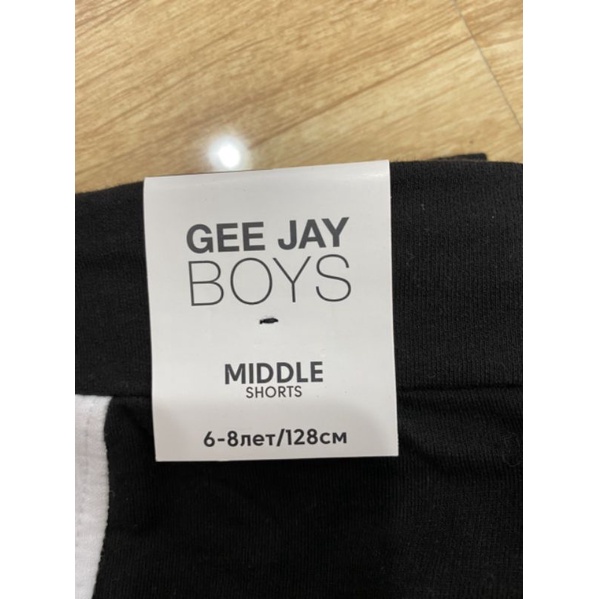 GEE JAY
BOYS
MIDDLE
SHORTS
6-8лет/128см